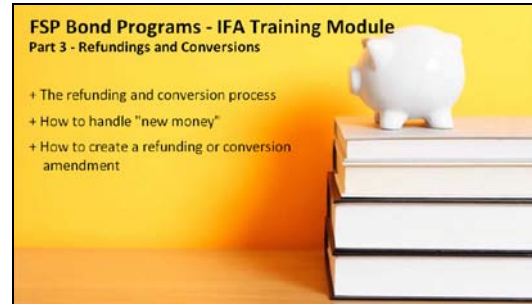 FSP Bond Programs - IFA Training Module
Part 3 - Refundings and Conversions
+ The refunding and conversion process
+ How to handle "new money"
+ How to create a refunding or conversion
amendment